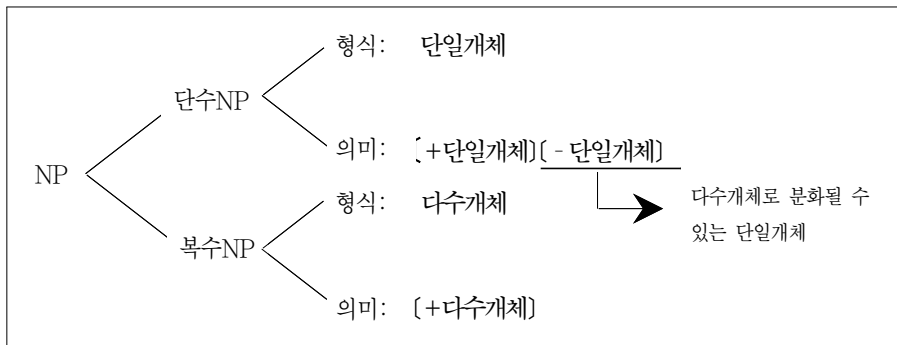 형식: 단일개체
단수NP
의미: [+단일개체][-단일개체]
NP
형식: 다수개체
다수개체로 분화될 수
있는 단일개체
복수NP
의미: [+다수개체]